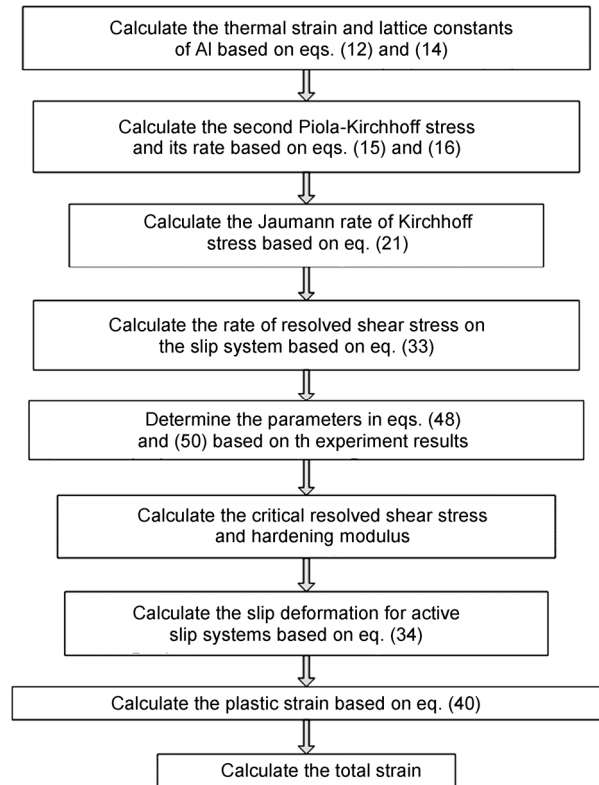 Calculate the thermal strain and lattice constants
of Al based on eqs. (12) and (14)
Calculate the second Piola-Kirchhoff stress
and its rate based on eqs. (15) and (16)
Calculate the Jaumann rate of Kirchhoff
stress based on eq. (21)
Calculate the rate of resolved shear stress on
the slip system based on eq. (33)
Determine the parameters in eqs. (48)
and (50) based on th experiment results
Calculate the critical resolved shear stress
and hardening modulus
Calculate the slip deformation for active
slip systems based on eq. (34)
Calculate the plastic strain based on eq. (40)
Calculate the total strain